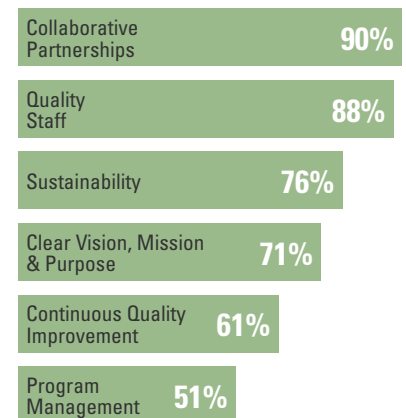 Collaborative
Partnerships
90%
Quality
Staff
88%
Sustainability
76%
Clear Vision, Mission
& Purpose
71%
Continuous Quality
Improvement
61%
Program
Management
51%